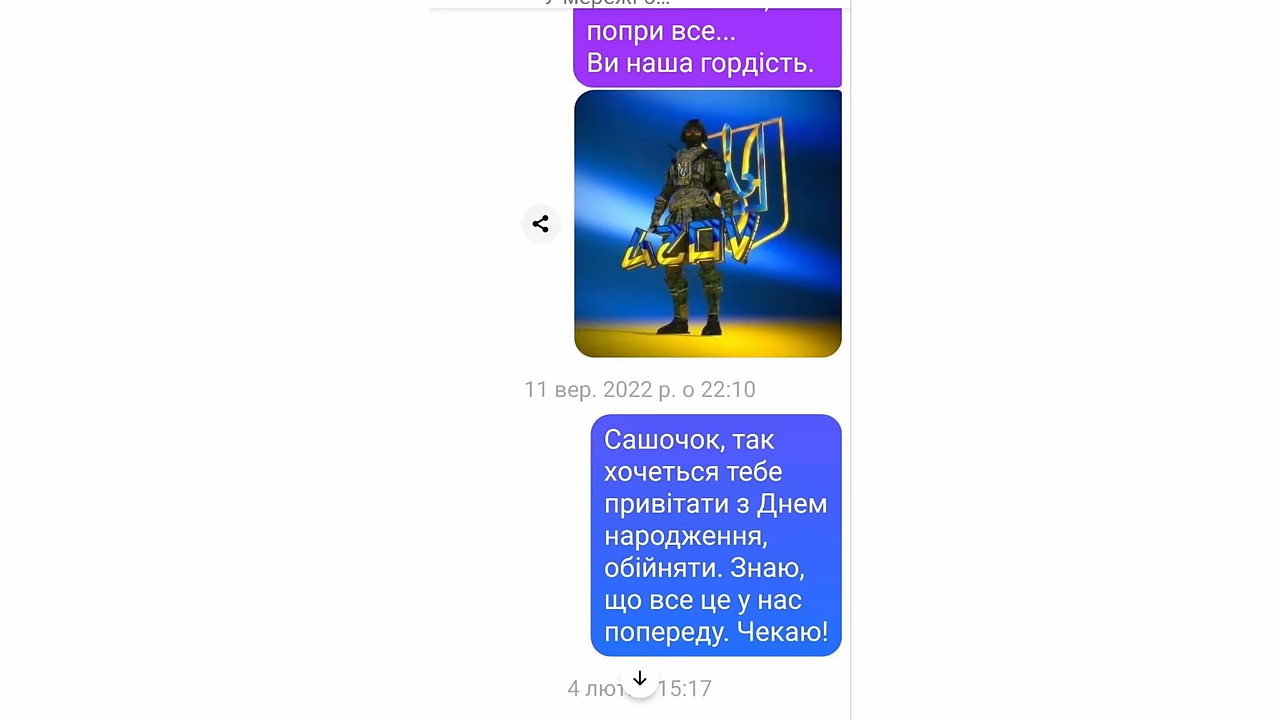 попри все...
Ви наша гордість.
AZOV
11 вер. 2022 р. о 22:10
Сашочок, так
хочеться тебе
привітати з Днем
народження,
обійняти. Знаю,
що все це у нас
попереду. Чекаю!
4 лют. 15:17